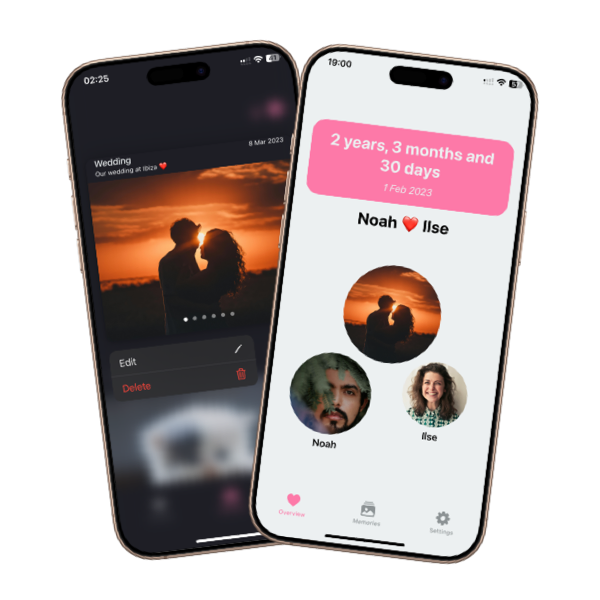 02:25
41
8 Mar 2023
Wedding
Our wedding at Ibiza ❤️
Edit
Delete
19:00
2 years, 3 months and
30 days
1 Feb 2023
Noah ❤️ Ilse
Noah
Ilse
Overview
Memories
Settings